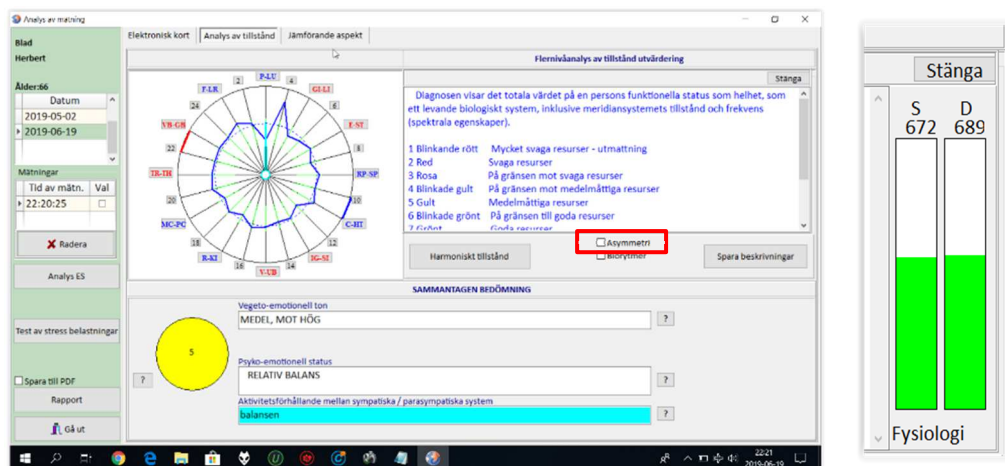 Analys av mätning
Blad
Herbert
Ålder:66
Datum
2019-05-02
2019-06-19
Mätningar
Tid av mätn. Val
22:20:25
Radera
Analys ES
Test av stress belastningar
Spara till PDF
Rapport
Gå ut
Elektronisk kort
Analys av tillstånd
Jämförande aspekt
2 P-LU 4
F-LR GI-LI
24 6
VB-GB E-ST
22 8
TR-TH RP-SP
20 10
MC-PC C-HT
18 12
R-KI IG-SI
16 V-UB 14
Flernivåanalys av tillstånd utvärdering
Stänga
Diagnosen visar det totala värdet på en persons funktionella status som helhet, som
ett levande biologiskt system, inklusive meridiansystemets tillstånd och frekvens
(spektrala egenskaper).
1 Blinkande rött Mycket svaga resurser - utmattning
2 Red Svaga resurser
3 Rosa På gränsen mot svaga resurser
4 Blinkade gult På gränsen mot medelmåttiga resurser
5 Gult Medelmåttiga resurser
6 Blinkade grönt På gränsen till goda resurser
7 Grönt Goda resurser
Harmoniskt tillstånd
Asymmetri
Biorytmer
Spara beskrivningar
SAMMANTAGEN BEDÖMNING
5
?
Vegeto-emotionell ton
MEDEL, MOT HÖG
?
Psyko-emotionell status
RELATIV BALANS
?
Aktivitetsförhållande mellan sympatiska / parasympatiska system
balansen
?
22:21
2019-06-19
Stänga
S D
672 689
Fysiologi